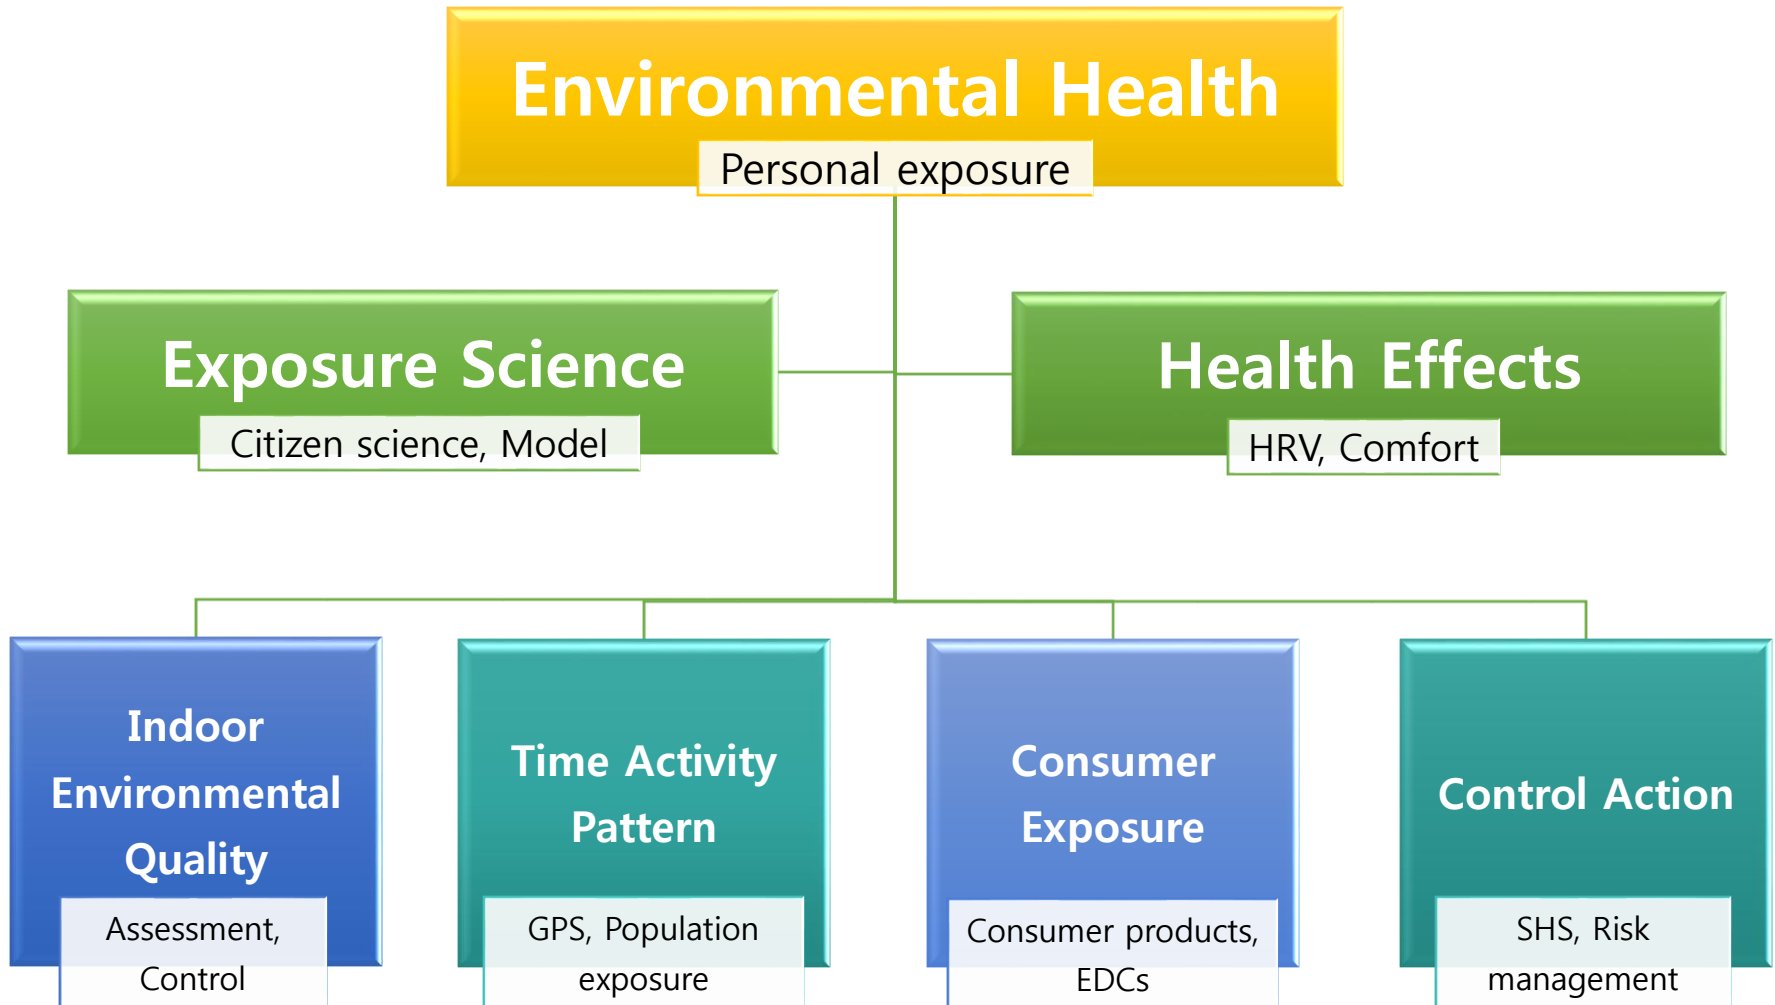 Environmental Health
Personal exposure
Exposure Science
Citizen science, Model
Health Effects
HRV, Comfort
Indoor
Environmental
Quality
Assessment,
Control
Time Activity
Pattern
GPS, Population
exposure
Consumer
Exposure
Consumer products,
EDCs
Control Action
SHS, Risk
management